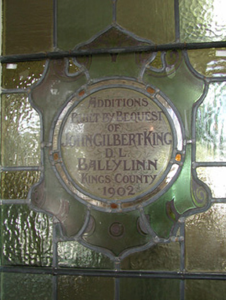 ADDITIONS
BUILT BY BEQUEST
OF
JOHN GILBERT KING
D.L.
BALLYLINN
KINGS COUNTY
1902